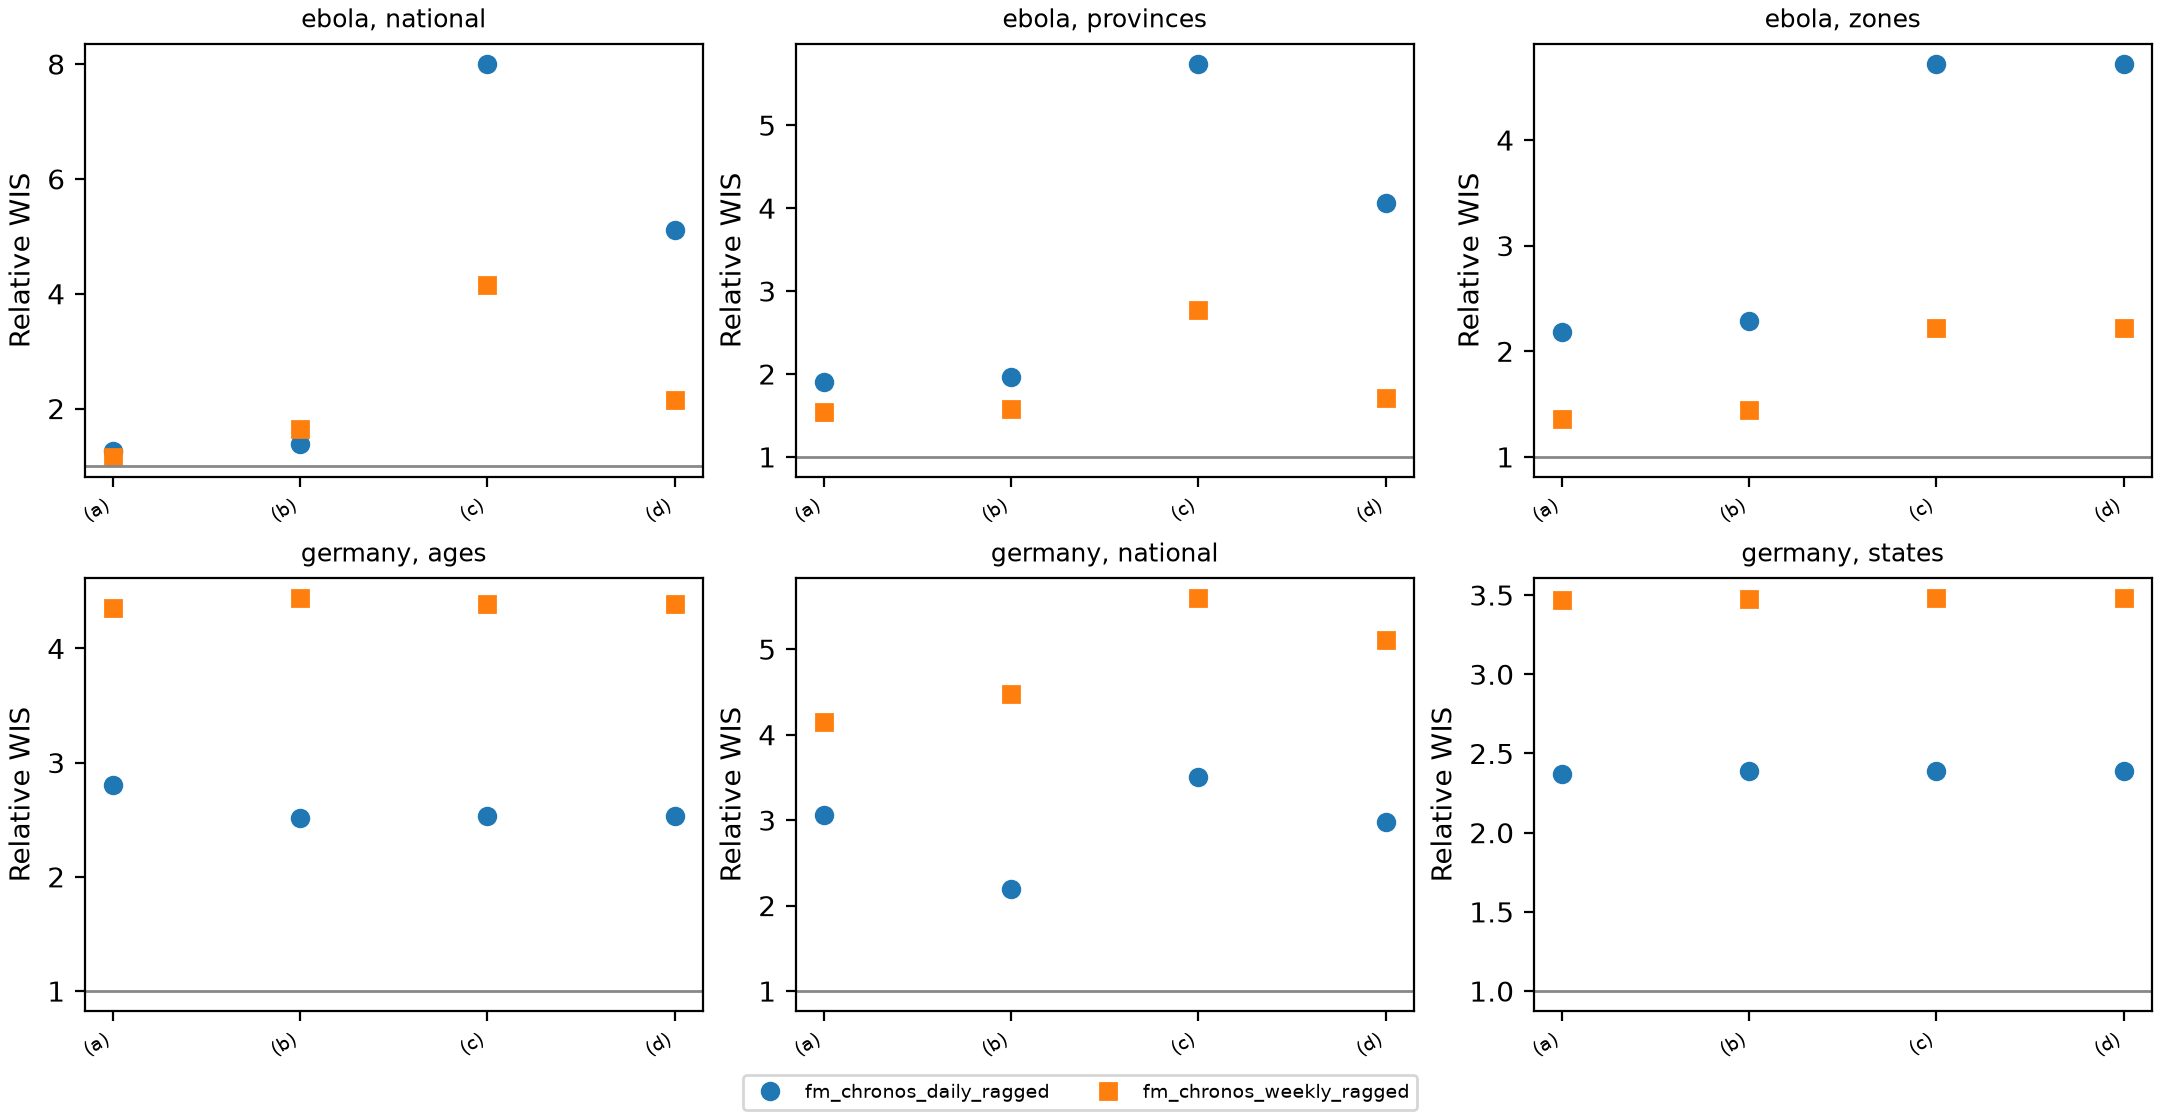 ebola, national
ebola, provinces
ebola, zones
Relative WIS
8
6
4
2
(a)
(b)
(c)
(d)
Relative WIS
5
4
3
2
1
(a)
(b)
(c)
(d)
Relative WIS
4
3
2
1
(a)
(b)
(c)
(d)
germany, ages
germany, national
germany, states
Relative WIS
4
3
2
1
(a)
(b)
(c)
(d)
Relative WIS
5
4
3
2
1
(a)
(b)
(c)
(d)
Relative WIS
3.5
3.0
2.5
2.0
1.5
1.0
(a)
(b)
(c)
(d)
fm_chronos_daily_ragged
fm_chronos_weekly_ragged